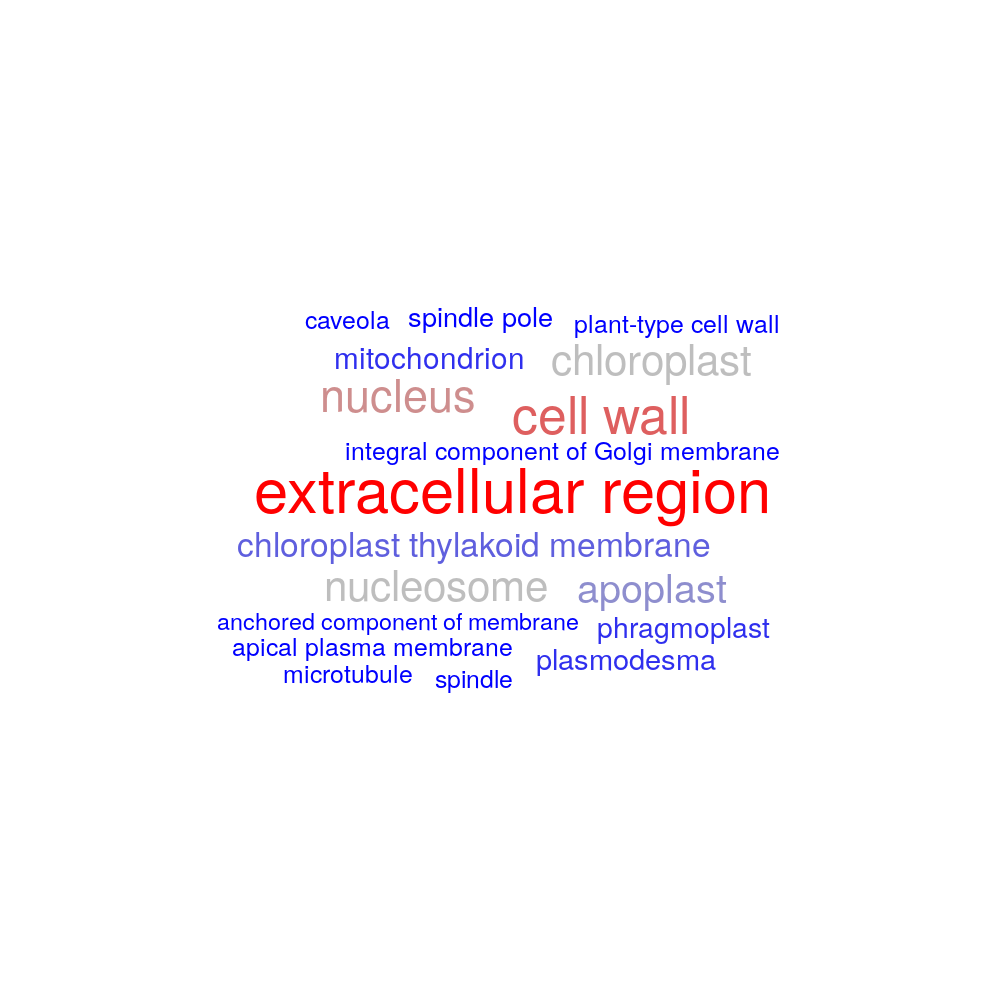 caveola spindle pole plant-type cell wall
mitochondrion chloroplast
nucleus cell wall
integral component of Golgi membrane
extracellular region
chloroplast thylakoid membrane
nucleosome apoplast
anchored component of membrane phragmoplast
apical plasma membrane plasmodesma
microtubule spindle